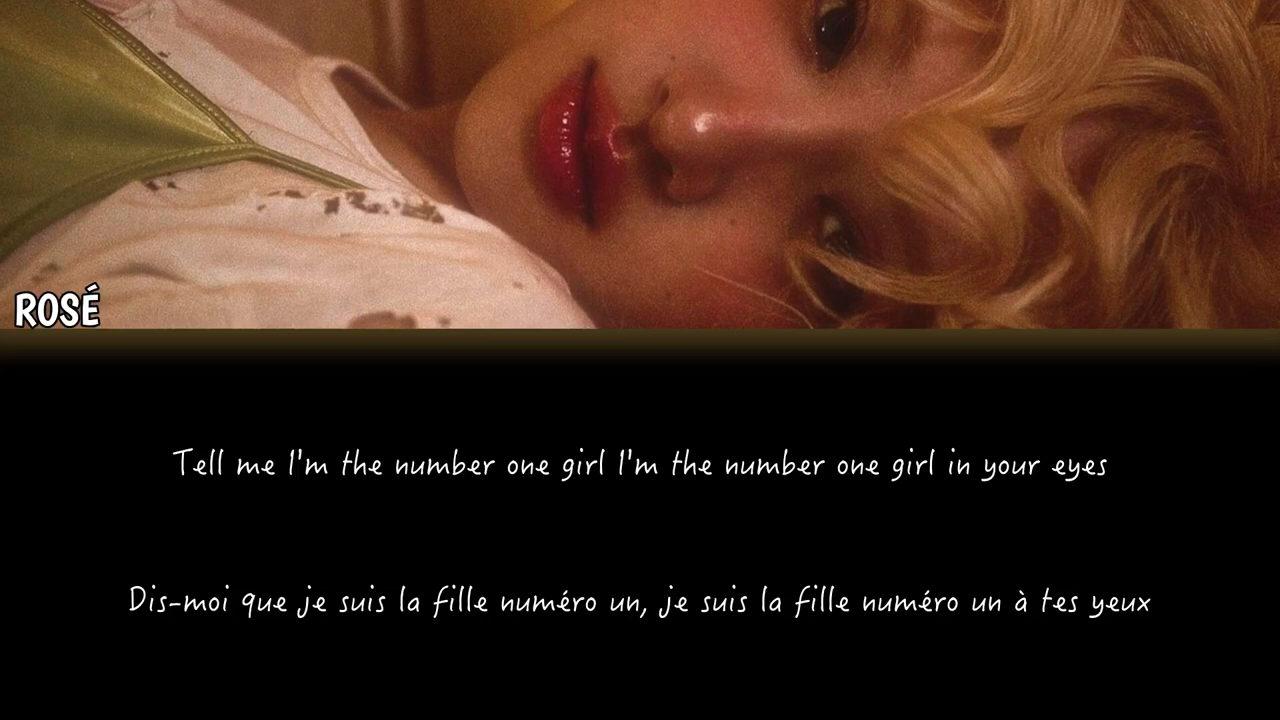 ROSÉ
Tell me I'm the number one girl I'm the number one girl in your eyes
Dis-moi que je suis la fille numéro un, je suis la fille numéro un à tes yeux